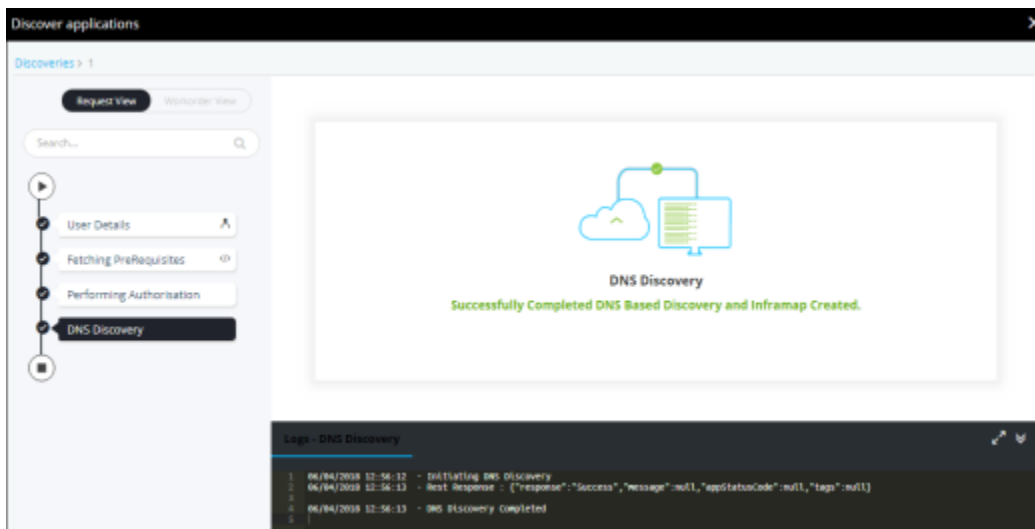 Discover applications
Discoveries > 1
Request View Workorder View
Search...
User Details
Fetching PreRequisites
Performing Authorisation
DNS Discovery
DNS Discovery
Successfully Completed DNS Based Discovery and Inframap Created.
Logs - DNS Discovery
1 06/04/2018 12:56:12 - Initiating DNS Discovery
2 06/04/2018 12:56:13 - Rest Response : {"response":"Success","message":null,"appStatusCode":null,"tags":null}
3
4 06/04/2018 12:56:13 - DNS Discovery Completed
5